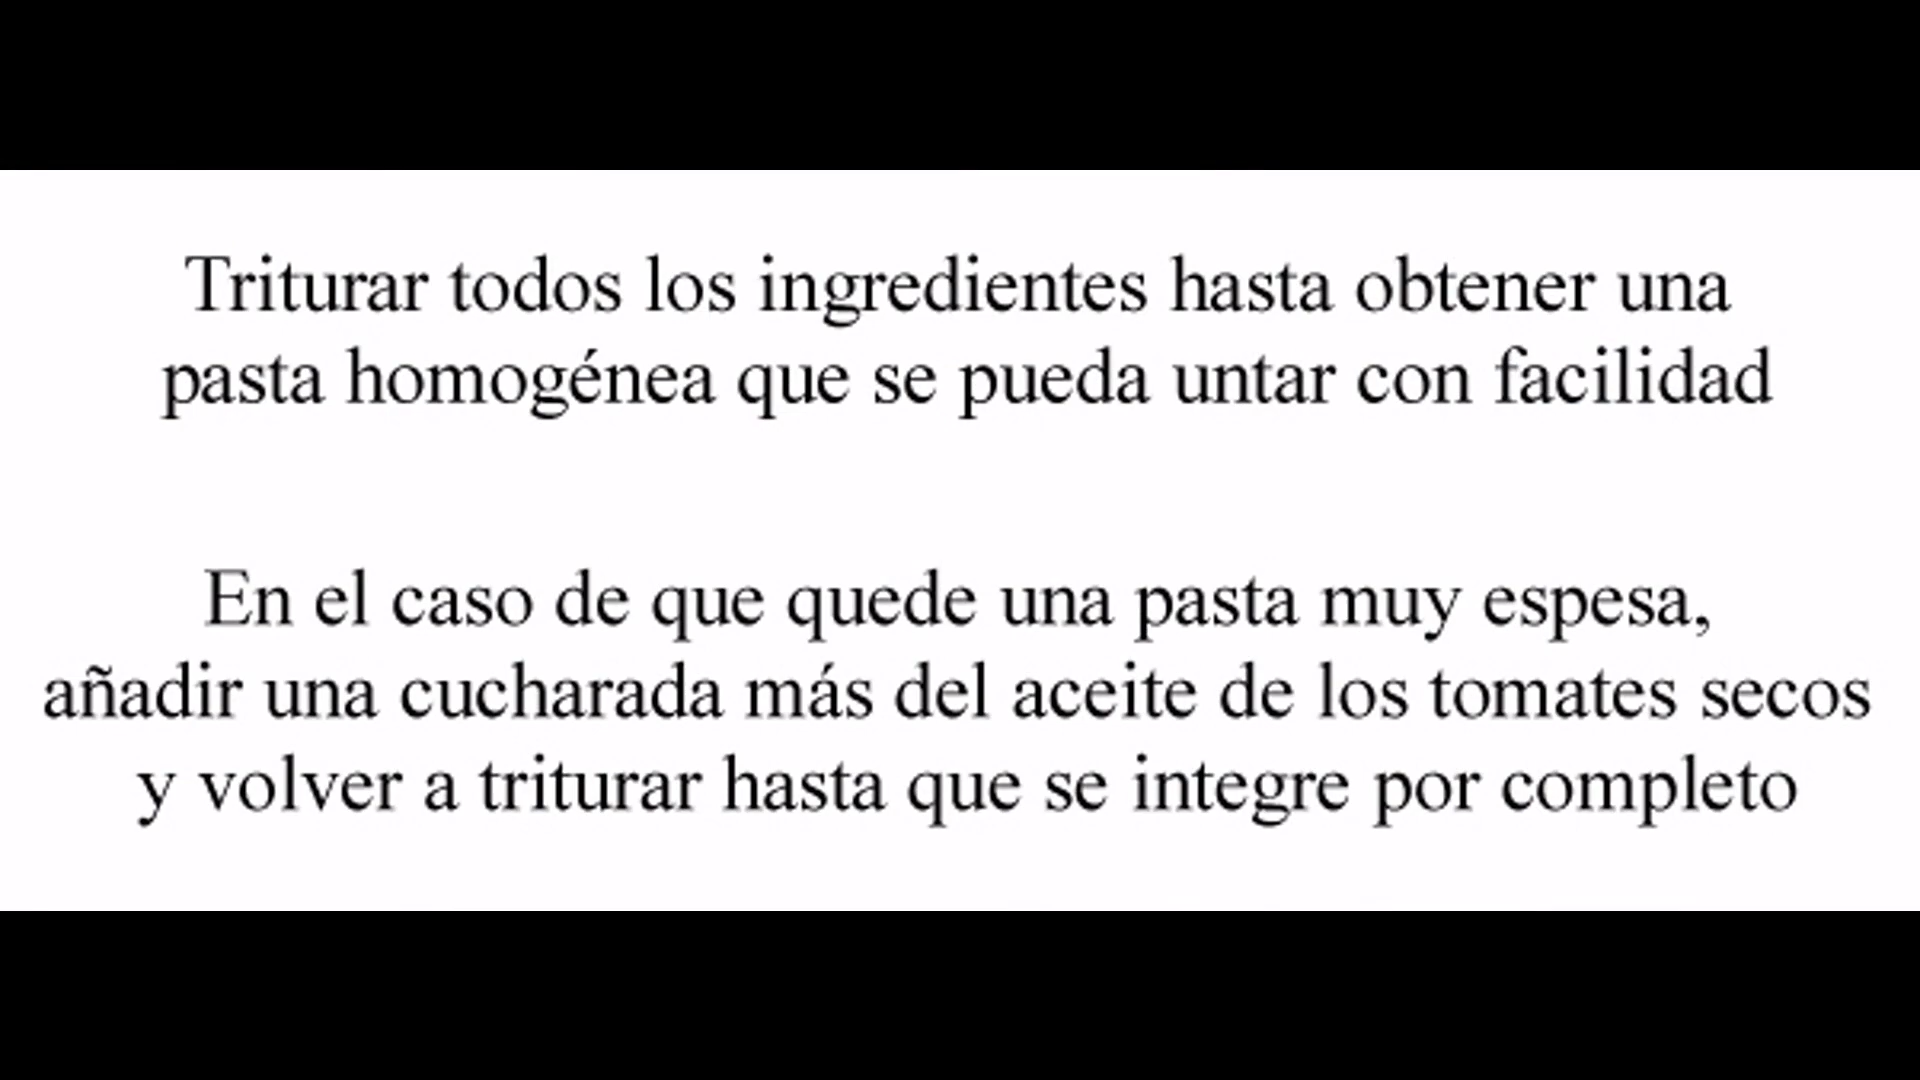 Triturar todos los ingredientes hasta obtener una
pasta homogénea que se pueda untar con facilidad
En el caso de que quede una pasta muy espesa,
añadir una cucharada más del aceite de los tomates secos
y volver a triturar hasta que se integre por completo